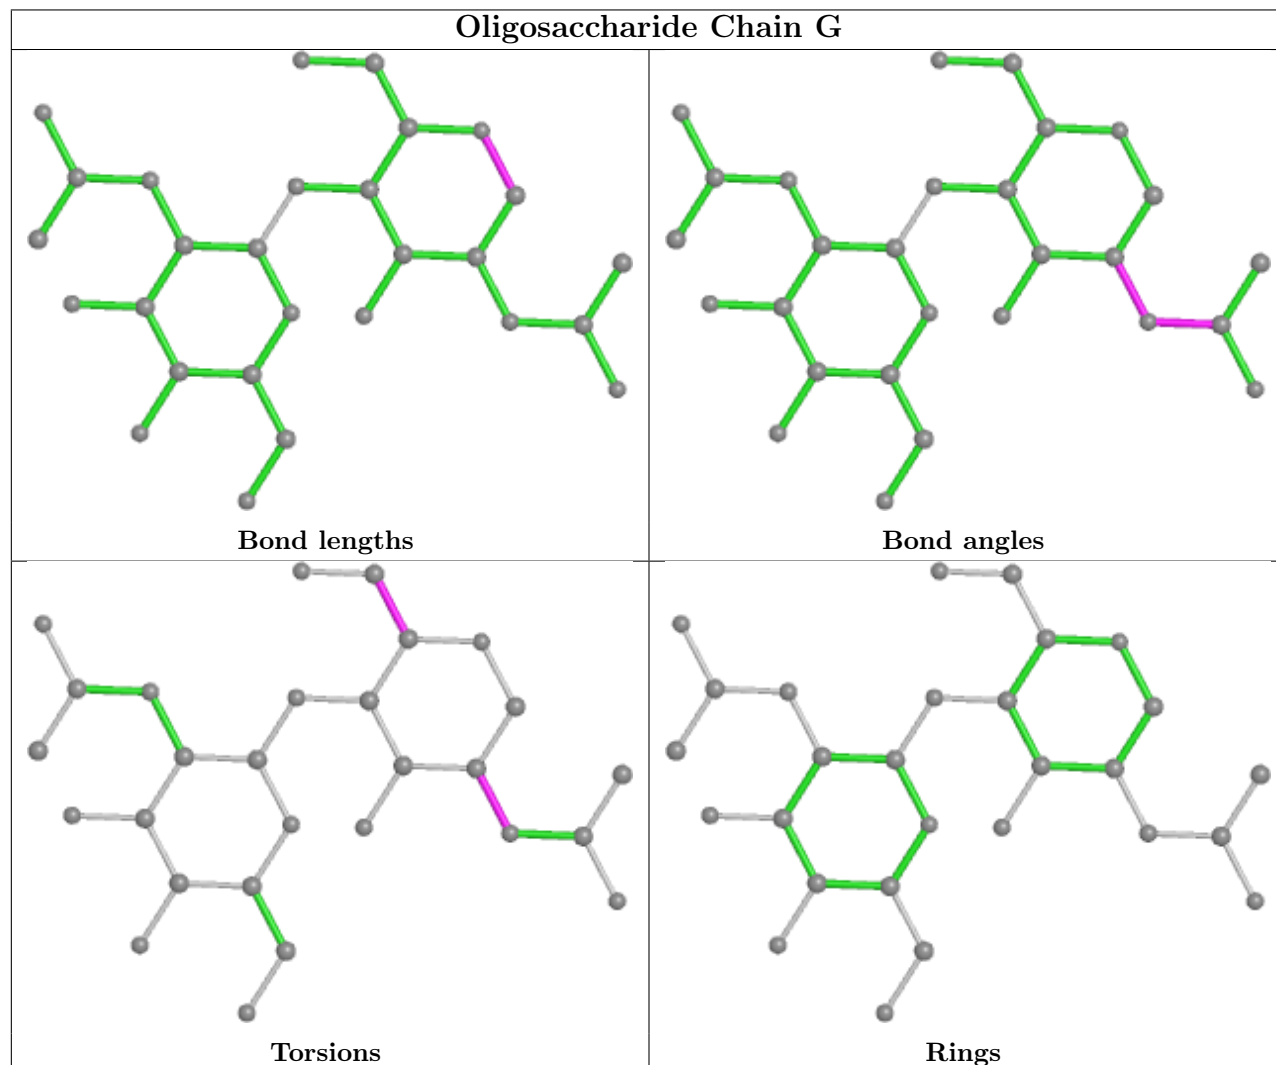 Oligosaccharide Chain G
Bond lengths
Bond angles
Torsions
Rings